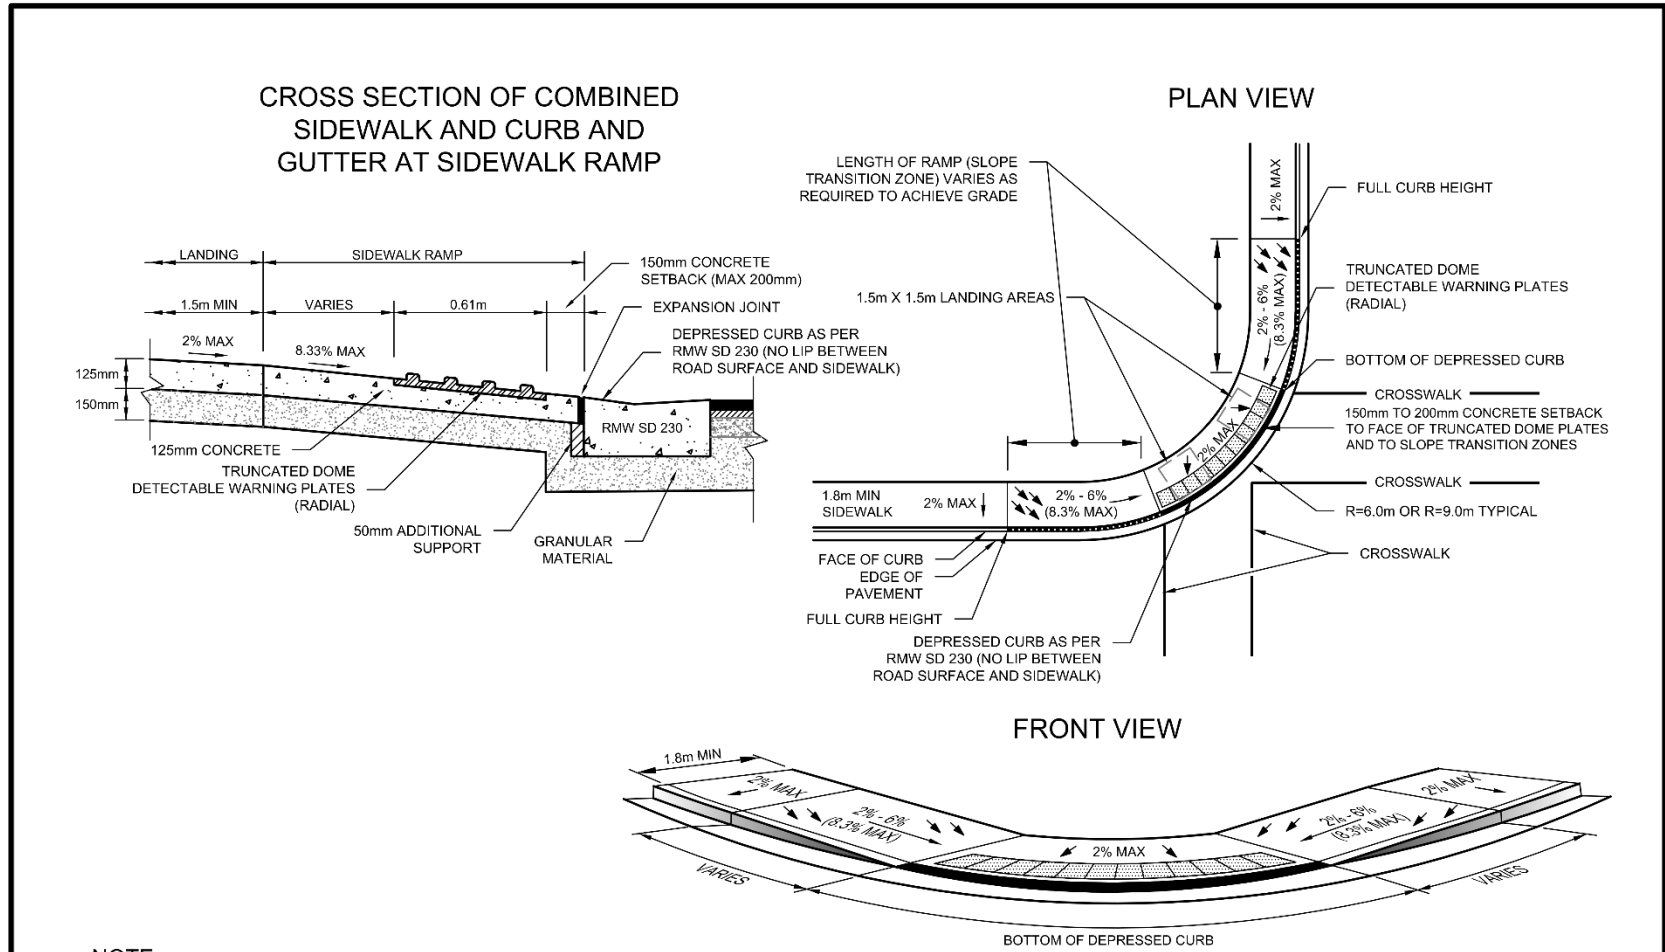 CROSS SECTION OF COMBINED
SIDEWALK AND CURB AND
GUTTER AT SIDEWALK RAMP
LANDING
SIDEWALK RAMP
1.5m MIN
VARIES
0.61m
150mm CONCRETE
SETBACK (MAX 200mm)
EXPANSION JOINT
DEPRESSED CURB AS PER
RMW SD 230 (NO LIP BETWEEN
ROAD SURFACE AND SIDEWALK)
2% MAX
8.33% MAX
125mm
150mm
RMW SD 230
125mm CONCRETE
TRUNCATED DOME
DETECTABLE WARNING PLATES
(RADIAL)
50mm ADDITIONAL
SUPPORT
GRANULAR
MATERIAL
PLAN VIEW
LENGTH OF RAMP (SLOPE
TRANSITION ZONE) VARIES AS
REQUIRED TO ACHIEVE GRADE
2% MAX
FULL CURB HEIGHT
TRUNCATED DOME
DETECTABLE WARNING PLATES
(RADIAL)
1.5m X 1.5m LANDING AREAS
2% - 6%
(8.3% MAX)
BOTTOM OF DEPRESSED CURB
CROSSWALK
150mm TO 200mm CONCRETE SETBACK
TO FACE OF TRUNCATED DOME PLATES
AND TO SLOPE TRANSITION ZONES
2% MAX
CROSSWALK
1.8m MIN
SIDEWALK
2% MAX
2% - 6%
(8.3% MAX)
R=6.0m OR R=9.0m TYPICAL
CROSSWALK
FACE OF CURB
EDGE OF
PAVEMENT
FULL CURB HEIGHT
DEPRESSED CURB AS PER
RMW SD 230 (NO LIP BETWEEN
ROAD SURFACE AND SIDEWALK)
FRONT VIEW
1.8m MIN
2% MAX
2% - 6%
(8.3% MAX)
2% MAX
2% - 6%
(8.3% MAX)
2% MAX
VARIES
VARIES
BOTTOM OF DEPRESSED CURB
NOTE